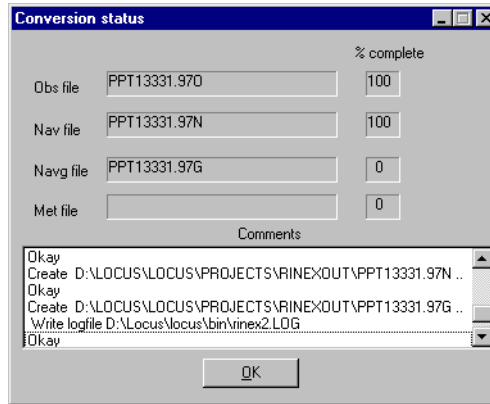 Conversion status
% complete
Obs file PPT13331.97O 100
Nav file PPT13331.97N 100
Navg file PPT13331.97G 0
Met file 0
Comments
Okay
Create D:\LOCUS\LOCUS\PROJECTS\RINEXOUT\PPT13331.97N ..
Okay
Create D:\LOCUS\LOCUS\PROJECTS\RINEXOUT\PPT13331.97G ..
Write logfile D:\Locus\locus\bin\rinex2.LOG
Okay
OK